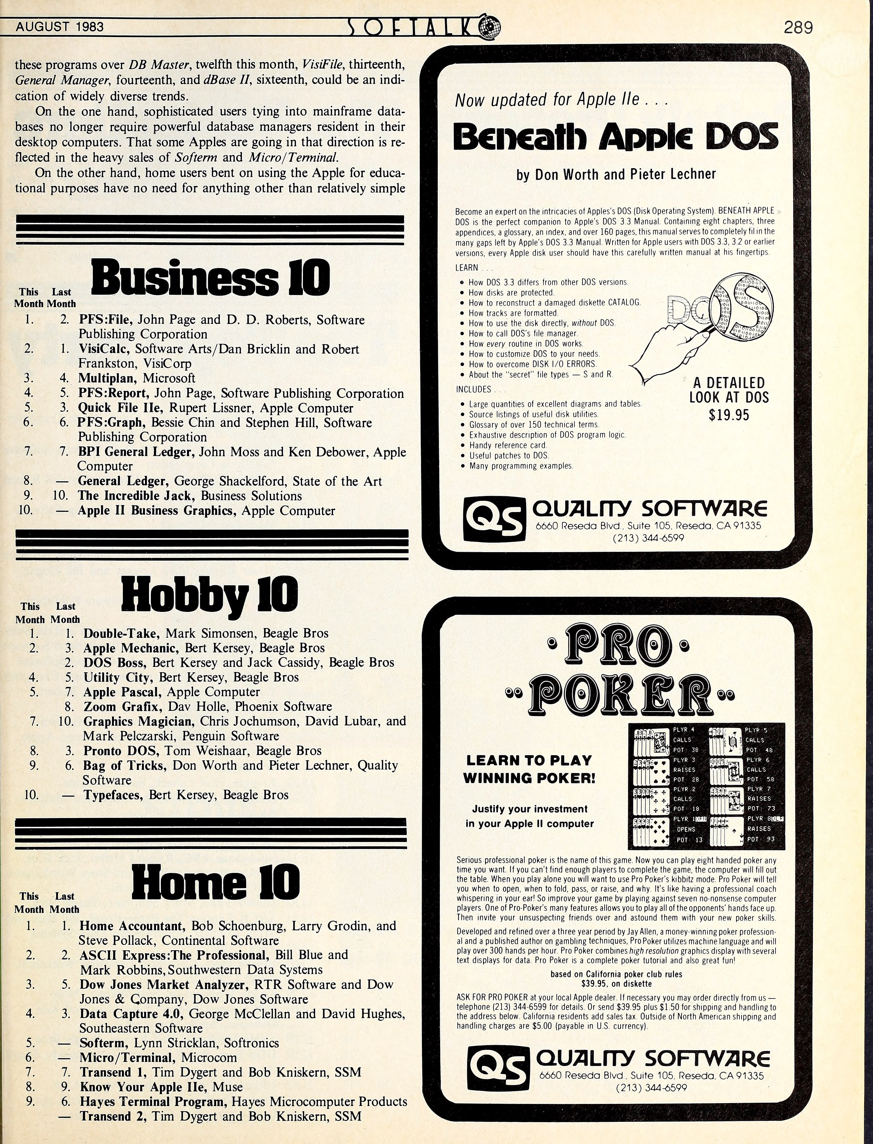 AUGUST 1983
SOFTALK
289
these programs over DB Master, twelfth this month, VisiFile, thirteenth,
General Manager, fourteenth, and dBase II, sixteenth, could be an indi-
cation of widely diverse trends.
On the one hand, sophisticated users tying into mainframe data-
bases no longer require powerful database managers resident in their
desktop computers. That some Apples are going in that direction is re-
flected in the heavy sales of Softerm and Micro/Terminal.
On the other hand, home users bent on using the Apple for educa-
tional purposes have no need for anything other than relatively simple
Business 10
This Last
Month Month
1. 2. PFS:File, John Page and D. D. Roberts, Software
Publishing Corporation
2. 1. VisiCalc, Software Arts/Dan Bricklin and Robert
Frankston, VisiCorp
3. 4. Multiplan, Microsoft
4. 5. PFS:Report, John Page, Software Publishing Corporation
5. 3. Quick File IIe, Rupert Lissner, Apple Computer
6. 6. PFS:Graph, Bessie Chin and Stephen Hill, Software
Publishing Corporation
7. 7. BPI General Ledger, John Moss and Ken Debower, Apple
Computer
8. — General Ledger, George Shackelford, State of the Art
9. 10. The Incredible Jack, Business Solutions
10. — Apple II Business Graphics, Apple Computer
Hobby 10
This Last
Month Month
1. 1. Double-Take, Mark Simonsen, Beagle Bros
2. 3. Apple Mechanic, Bert Kersey, Beagle Bros
2. DOS Boss, Bert Kersey and Jack Cassidy, Beagle Bros
4. 5. Utility City, Bert Kersey, Beagle Bros
5. 7. Apple Pascal, Apple Computer
8. Zoom Grafix, Dav Holle, Phoenix Software
7. 10. Graphics Magician, Chris Jochumson, David Lubar, and
Mark Pelczarski, Penguin Software
8. 3. Pronto DOS, Tom Weishaar, Beagle Bros
9. 6. Bag of Tricks, Don Worth and Pieter Lechner, Quality
Software
10. — Typefaces, Bert Kersey, Beagle Bros
Home 10
This Last
Month Month
1. 1. Home Accountant, Bob Schoenburg, Larry Grodin, and
Steve Pollack, Continental Software
2. 2. ASCII Express:The Professional, Bill Blue and
Mark Robbins, Southwestern Data Systems
3. 5. Dow Jones Market Analyzer, RTR Software and Dow
Jones & Company, Dow Jones Software
4. 3. Data Capture 4.0, George McClellan and David Hughes,
Southeastern Software
5. — Softerm, Lynn Stricklan, Softronics
6. — Micro/Terminal, Microcom
7. 7. Transend 1, Tim Dygert and Bob Kniskern, SSM
8. 9. Know Your Apple IIe, Muse
9. 6. Hayes Terminal Program, Hayes Microcomputer Products
— Transend 2, Tim Dygert and Bob Kniskern, SSM
Now updated for Apple IIe . . .
Beneath Apple DOS
by Don Worth and Pieter Lechner
Become an expert on the intricacies of Apples's DOS (Disk Operating System). BENEATH APPLE
DOS is the perfect companion to Apple's DOS 3.3 Manual. Containing eight chapters, three
appendices, a glossary, an index, and over 160 pages, this manual serves to completely fill in the
many gaps left by Apple's DOS 3.3 Manual. Written for Apple users with DOS 3.3, 3.2 or earlier
versions, every Apple disk user should have this carefully written manual at his fingertips.
LEARN . . .
• How DOS 3.3 differs from other DOS versions.
• How disks are protected.
• How to reconstruct a damaged diskette CATALOG.
• How tracks are formatted.
• How to use the disk directly, without DOS.
• How to call DOS's file manager.
• How every routine in DOS works.
• How to customize DOS to your needs.
• How to overcome DISK I/O ERRORS.
• About the "secret" file types — S and R.
INCLUDES . . .
• Large quantities of excellent diagrams and tables.
• Source listings of useful disk utilities.
• Glossary of over 150 technical terms.
• Exhaustive description of DOS program logic.
• Handy reference card.
• Useful patches to DOS.
• Many programming examples.
DOS
A DETAILED
LOOK AT DOS
$19.95
QS QUALITY SOFTWARE
6660 Reseda Blvd., Suite 105, Reseda, CA 91335
(213) 344-6599
·PRO·
··POKER··
LEARN TO PLAY
WINNING POKER!
Justify your investment
in your Apple II computer
PLYR 4
CALLS
POT 38
PLYR 5
CALLS
POT 48
PLYR 3
RAISES
POT 28
PLYR 6
CALLS
POT 58
PLYR 2
CALLS
POT 18
PLYR 7
RAISES
POT 73
PLYR 1
OPENS
POT 13
PLYR 8
RAISES
POT 93
Serious professional poker is the name of this game. Now you can play eight handed poker any
time you want. If you can't find enough players to complete the game, the computer will fill out
the table. When you play alone you will want to use Pro Poker's kibbitz mode. Pro Poker will tell
you when to open, when to fold, pass, or raise, and why. It's like having a professional coach
whispering in your ear! So improve your game by playing against seven no-nonsense computer
players. One of Pro-Poker's many features allows you to play all of the opponents' hands face up.
Then invite your unsuspecting friends over and astound them with your new poker skills.
Developed and refined over a three year period by Jay Allen, a money-winning poker profession-
al and a published author on gambling techniques, Pro Poker utilizes machine language and will
play over 300 hands per hour. Pro Poker combines high resolution graphics display with several
text displays for data. Pro Poker is a complete poker tutorial and also great fun!
based on California poker club rules
$39.95, on diskette
ASK FOR PRO POKER at your local Apple dealer. If necessary you may order directly from us —
telephone (213) 344-6599 for details. Or send $39.95 plus $1.50 for shipping and handling to
the address below. California residents add sales tax. Outside of North American shipping and
handling charges are $5.00 (payable in U.S. currency).
QS QUALITY SOFTWARE
6660 Reseda Blvd., Suite 105, Reseda, CA 91335
(213) 344-6599